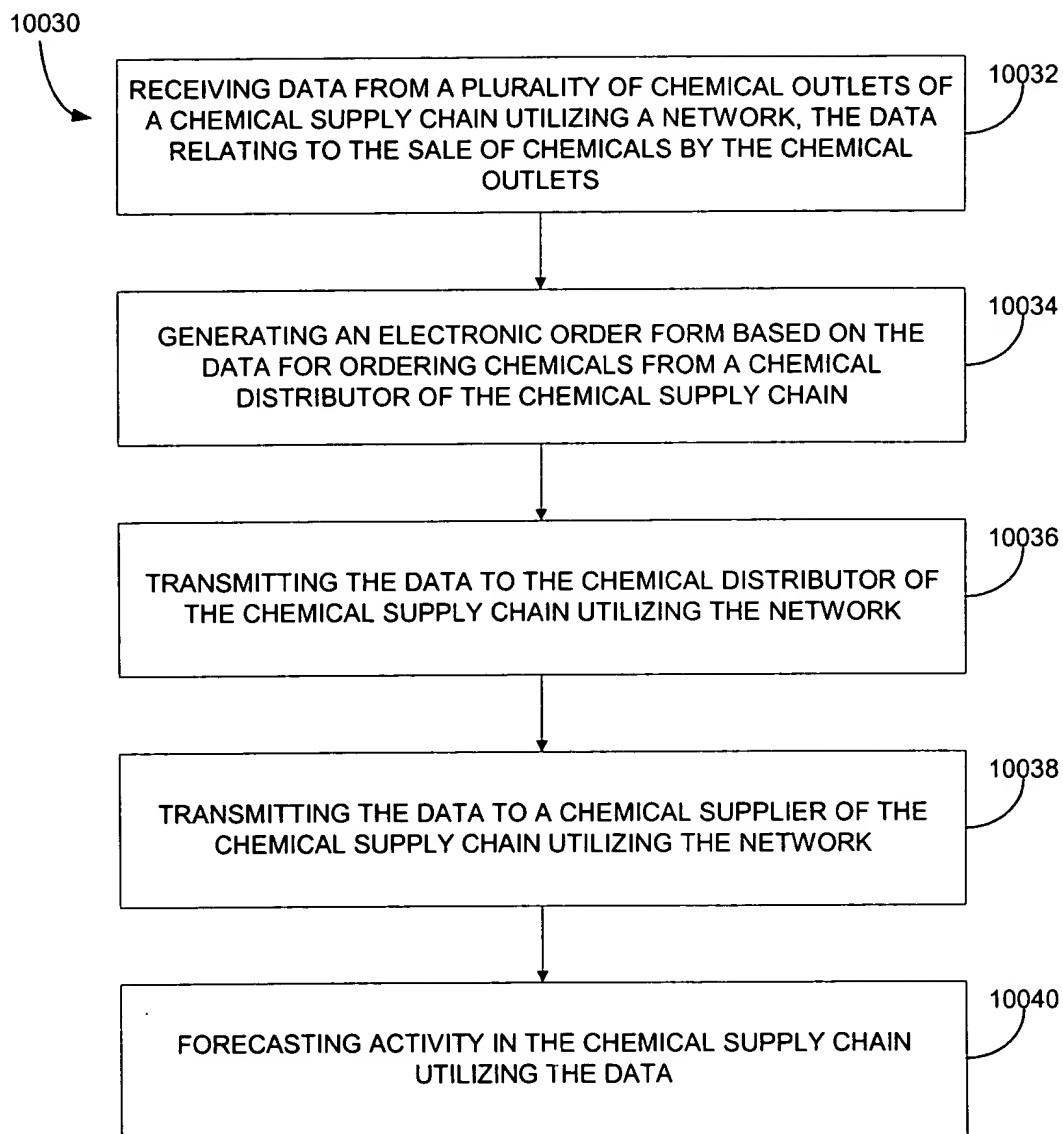 10030
10032
RECEIVING DATA FROM A PLURALITY OF CHEMICAL OUTLETS OF
A CHEMICAL SUPPLY CHAIN UTILIZING A NETWORK, THE DATA
RELATING TO THE SALE OF CHEMICALS BY THE CHEMICAL
OUTLETS
10034
GENERATING AN ELECTRONIC ORDER FORM BASED ON THE
DATA FOR ORDERING CHEMICALS FROM A CHEMICAL
DISTRIBUTOR OF THE CHEMICAL SUPPLY CHAIN
10036
TRANSMITTING THE DATA TO THE CHEMICAL DISTRIBUTOR OF
THE CHEMICAL SUPPLY CHAIN UTILIZING THE NETWORK
10038
TRANSMITTING THE DATA TO A CHEMICAL SUPPLIER OF THE
CHEMICAL SUPPLY CHAIN UTILIZING THE NETWORK
10040
FORECASTING ACTIVITY IN THE CHEMICAL SUPPLY CHAIN
UTILIZING THE DATA